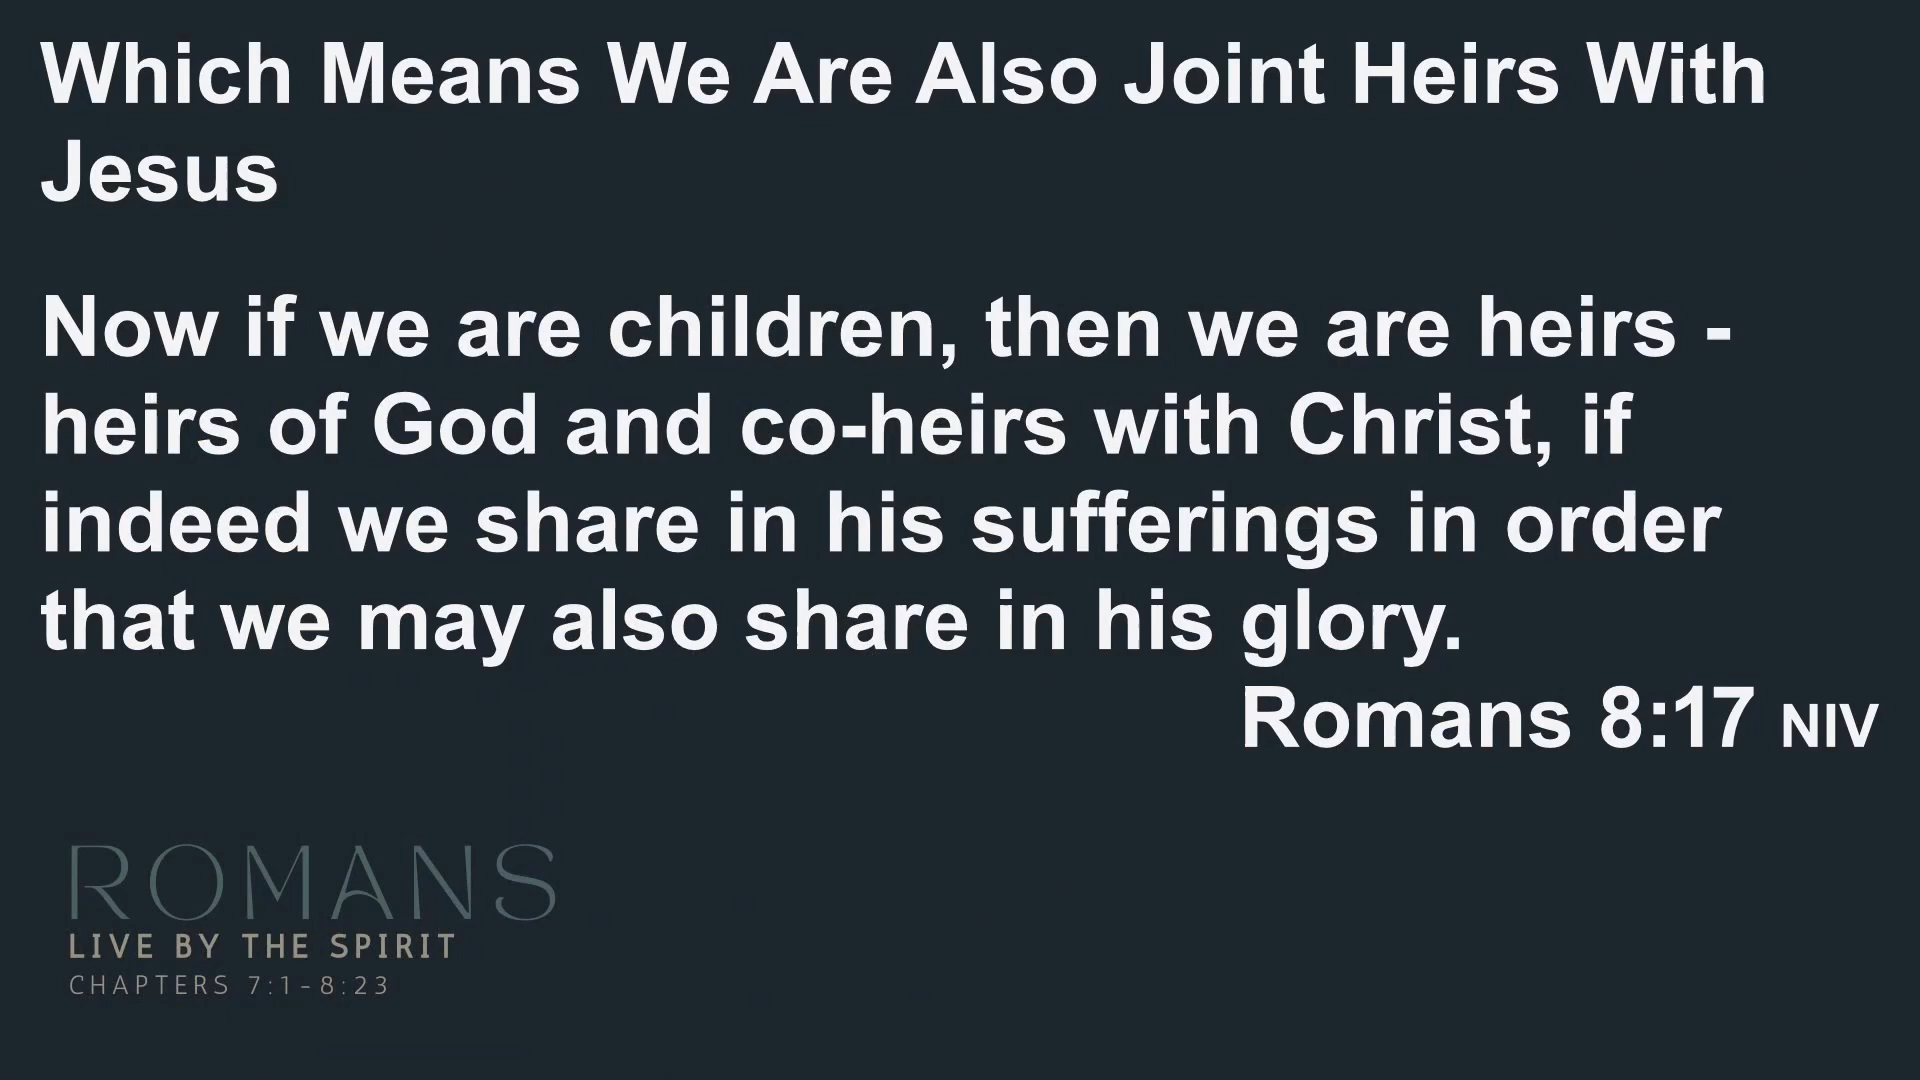 Which Means We Are Also Joint Heirs With
Jesus
Now if we are children, then we are heirs -
heirs of God and co-heirs with Christ, if
indeed we share in his sufferings in order
that we may also share in his glory.
Romans 8:17 NIV
ROMANS
LIVE BY THE SPIRIT
CHAPTERS 7:1-8:23